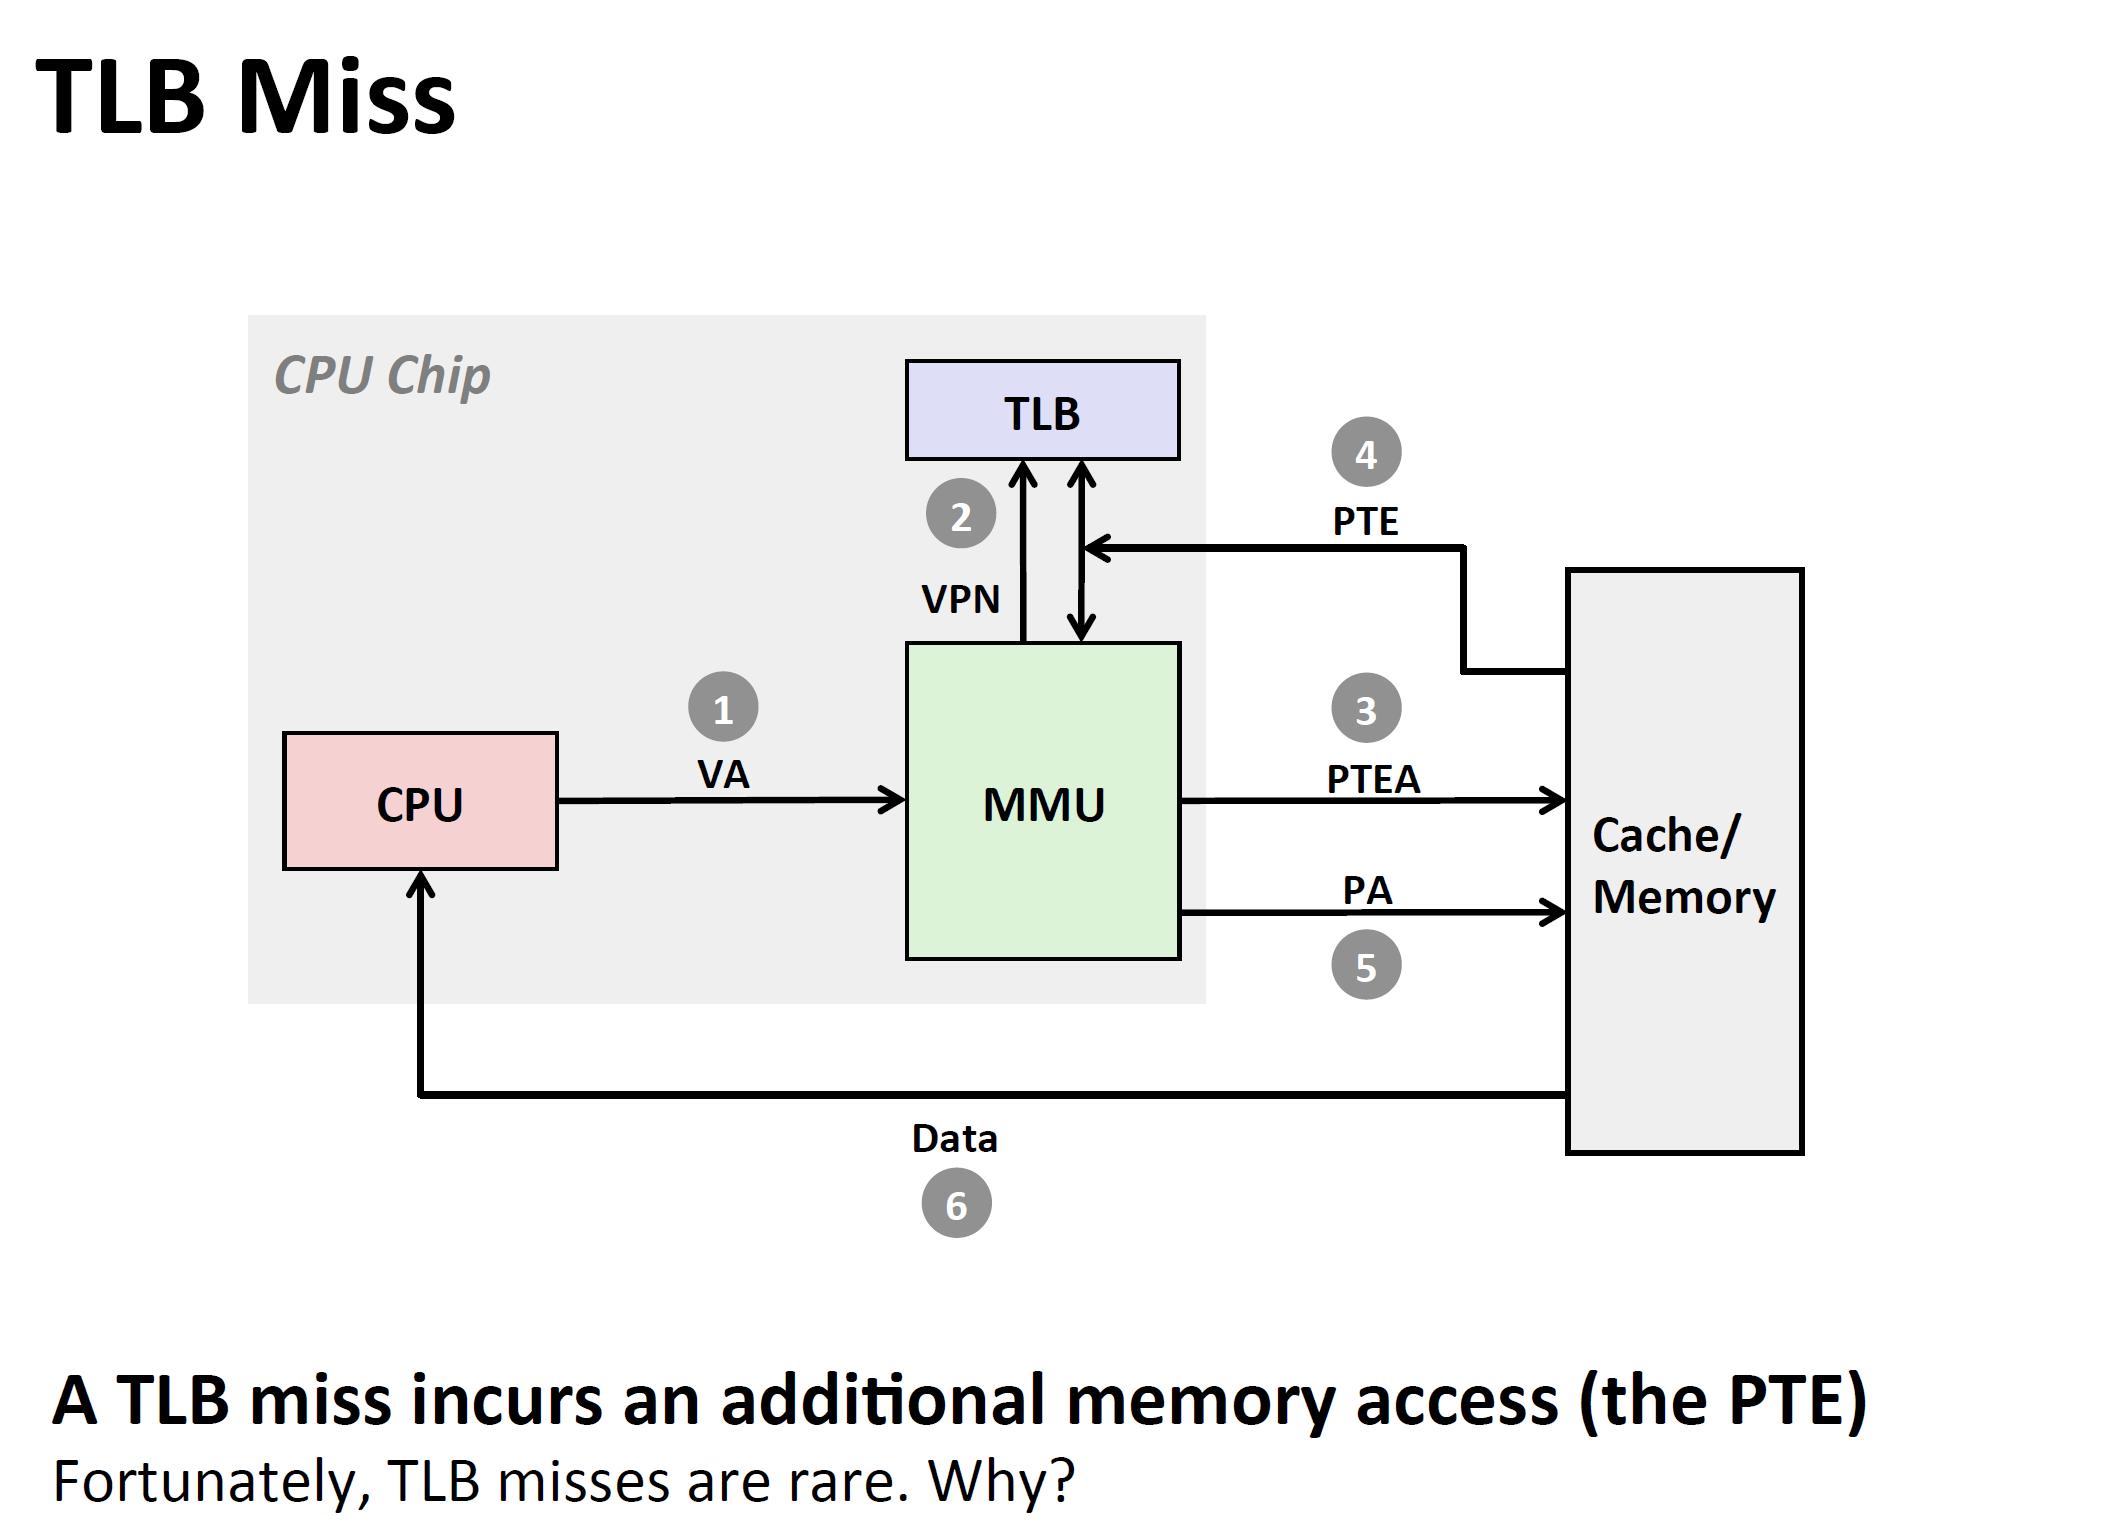 TLB Miss
CPU Chip
TLB
4
PTE
2
VPN
1
VA
3
PTEA
CPU
MMU
Cache/
Memory
PA
5
Data
6
A TLB miss incurs an additional memory access (the PTE)
Fortunately, TLB misses are rare. Why?